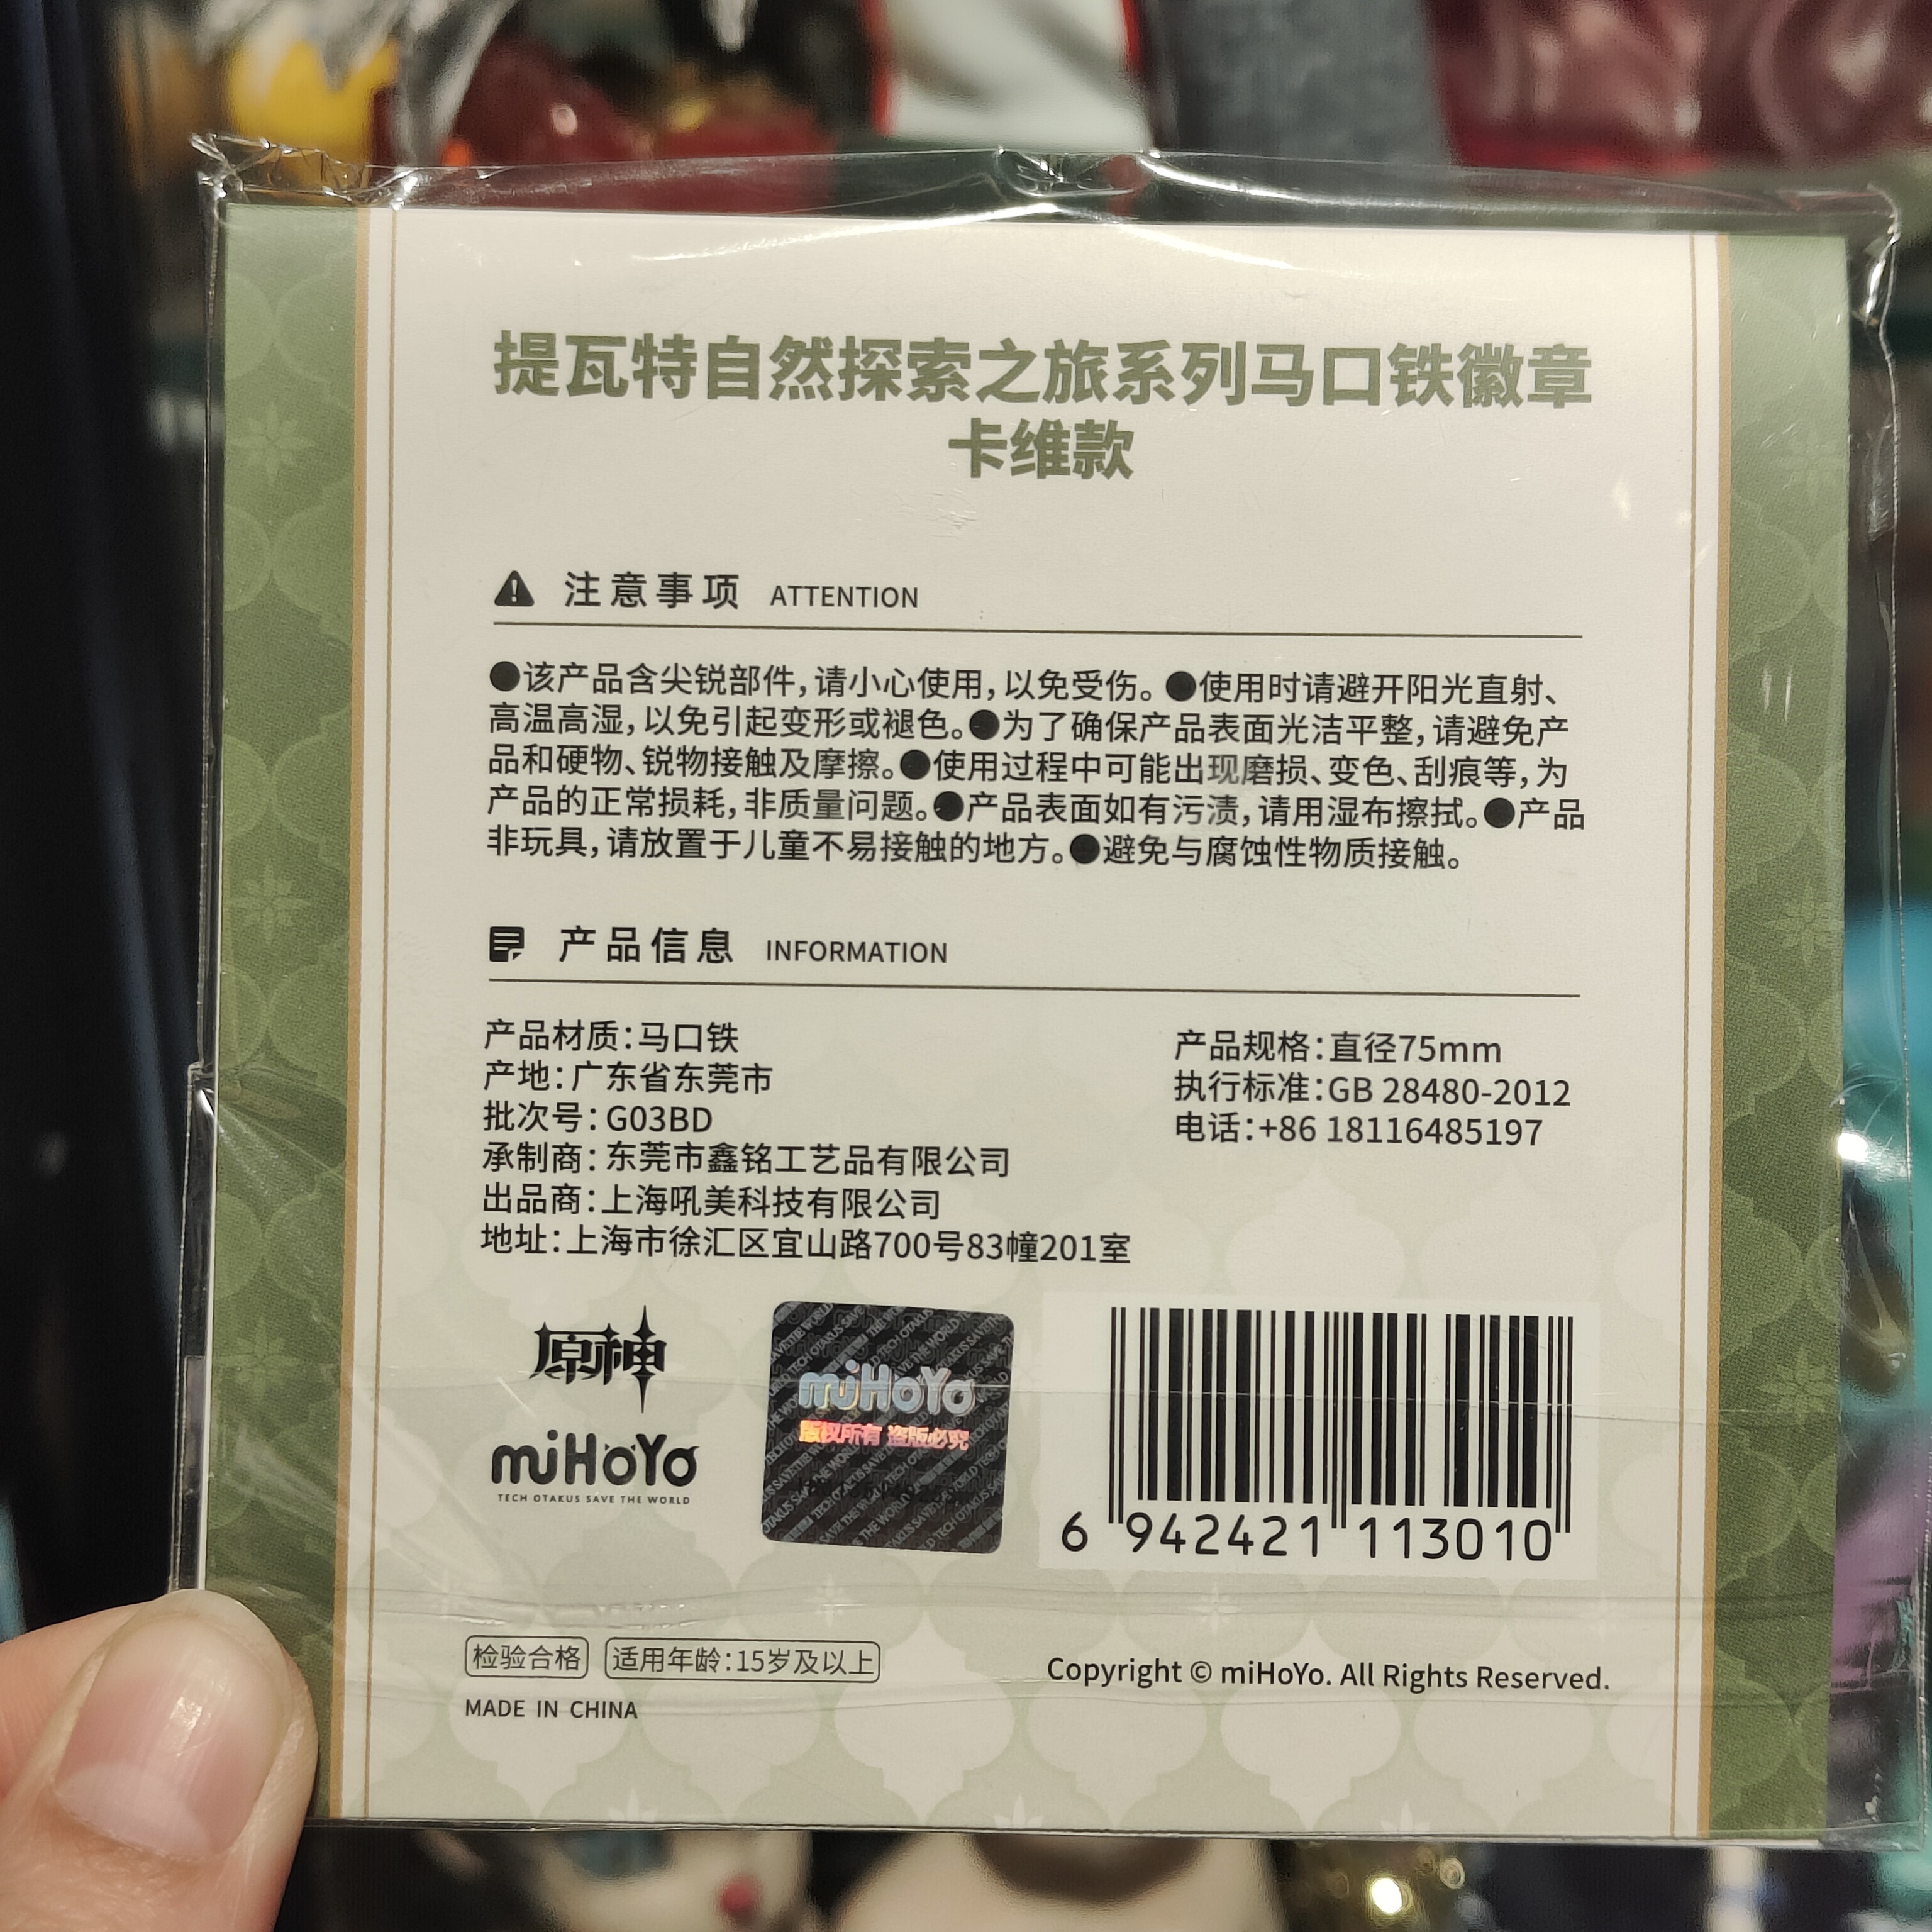 提瓦特自然探索之旅系列马口铁徽章
卡维款
注意事项 ATTENTION
●该产品含尖锐部件,请小心使用,以免受伤。●使用时请避开阳光直射、
高温高湿,以免引起变形或褪色。●为了确保产品表面光洁平整,请避免产
品和硬物、锐物接触及摩擦。●使用过程中可能出现磨损、变色、刮痕等,为
产品的正常损耗,非质量问题。●产品表面如有污渍,请用湿布擦拭。●产品
非玩具,请放置于儿童不易接触的地方。●避免与腐蚀性物质接触。
产品信息 INFORMATION
产品材质:马口铁
产地:广东省东莞市
批次号:G03BD
承制商:东莞市鑫铭工艺品有限公司
出品商:上海吼美科技有限公司
地址:上海市徐汇区宜山路700号83幢201室
产品规格:直径75mm
执行标准:GB 28480-2012
电话:+86 18116485197
原神
miHoYo
TECH OTAKUS SAVE THE WORLD
miHoYo
版权所有 盗版必究
6 942421 113010
检验合格 适用年龄:15岁及以上
MADE IN CHINA
Copyright © miHoYo. All Rights Reserved.